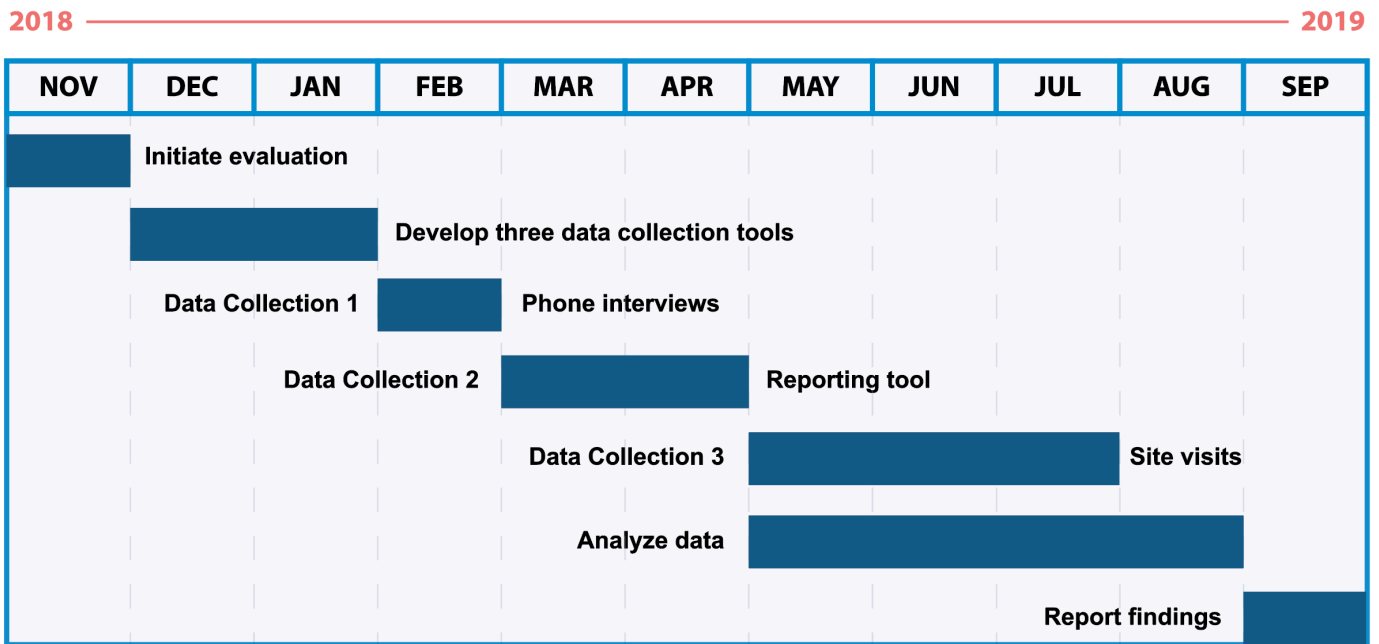 2018 2019
NOV DEC JAN FEB MAR APR MAY JUN JUL AUG SEP
Initiate evaluation
Develop three data collection tools
Data Collection 1 Phone interviews
Data Collection 2 Reporting tool
Data Collection 3 Site visits
Analyze data
Report findings